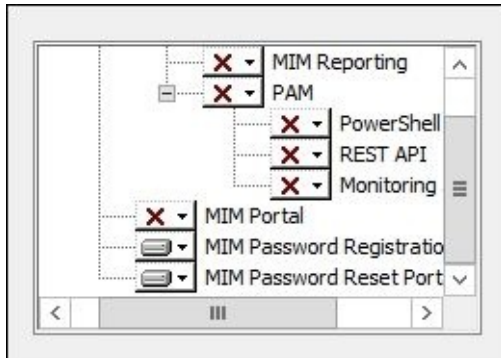 MIM Reporting
PAM
PowerShell
REST API
Monitoring
MIM Portal
MIM Password Registratio
MIM Password Reset Port